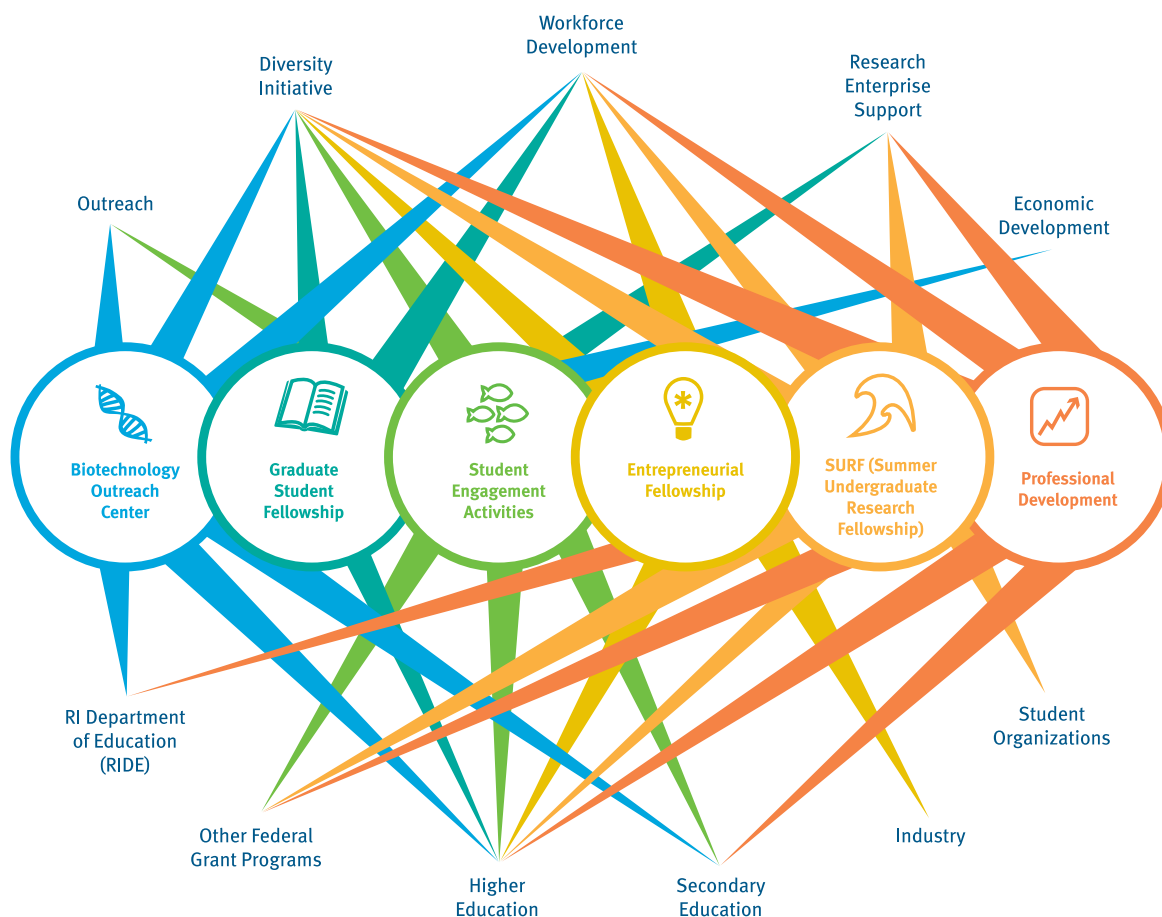 Workforce
Development
Diversity
Initiative
Research
Enterprise
Support
Outreach
Economic
Development
Biotechnology
Outreach
Center
Graduate
Student
Fellowship
Student
Engagement
Activities
Entrepreneurial
Fellowship
SURF (Summer
Undergraduate
Research
Fellowship)
Professional
Development
RI Department
of Education
(RIDE)
Student
Organizations
Other Federal
Grant Programs
Industry
Higher
Education
Secondary
Education